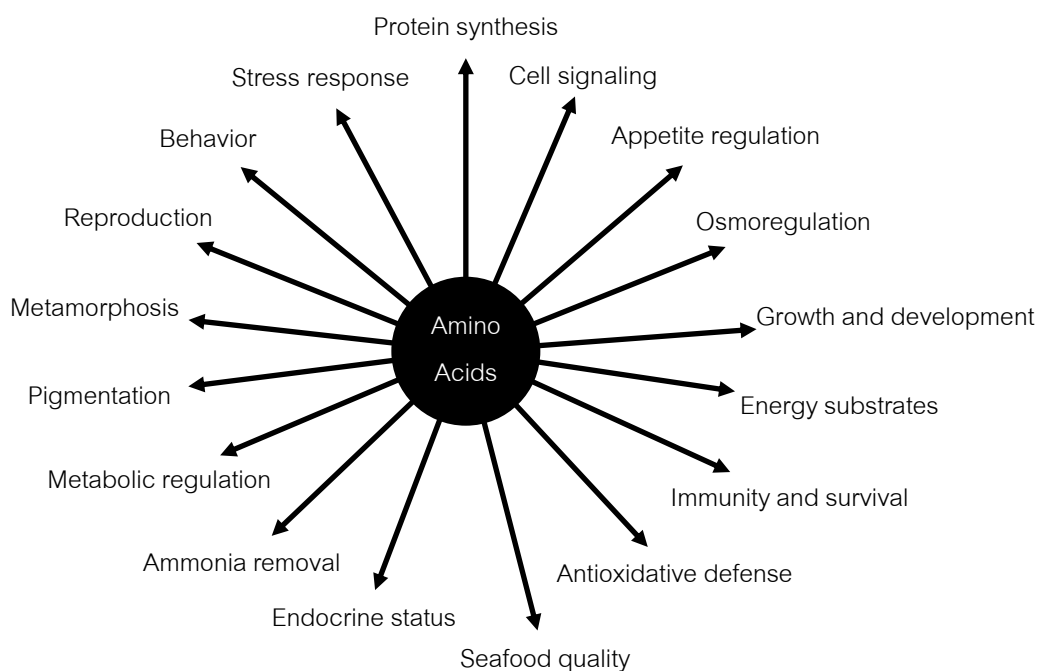 Protein synthesis
Cell signaling
Appetite regulation
Osmoregulation
Growth and development
Energy substrates
Immunity and survival
Antioxidative defense
Seafood quality
Endocrine status
Ammonia removal
Metabolic regulation
Pigmentation
Metamorphosis
Reproduction
Behavior
Stress response
Amino
Acids